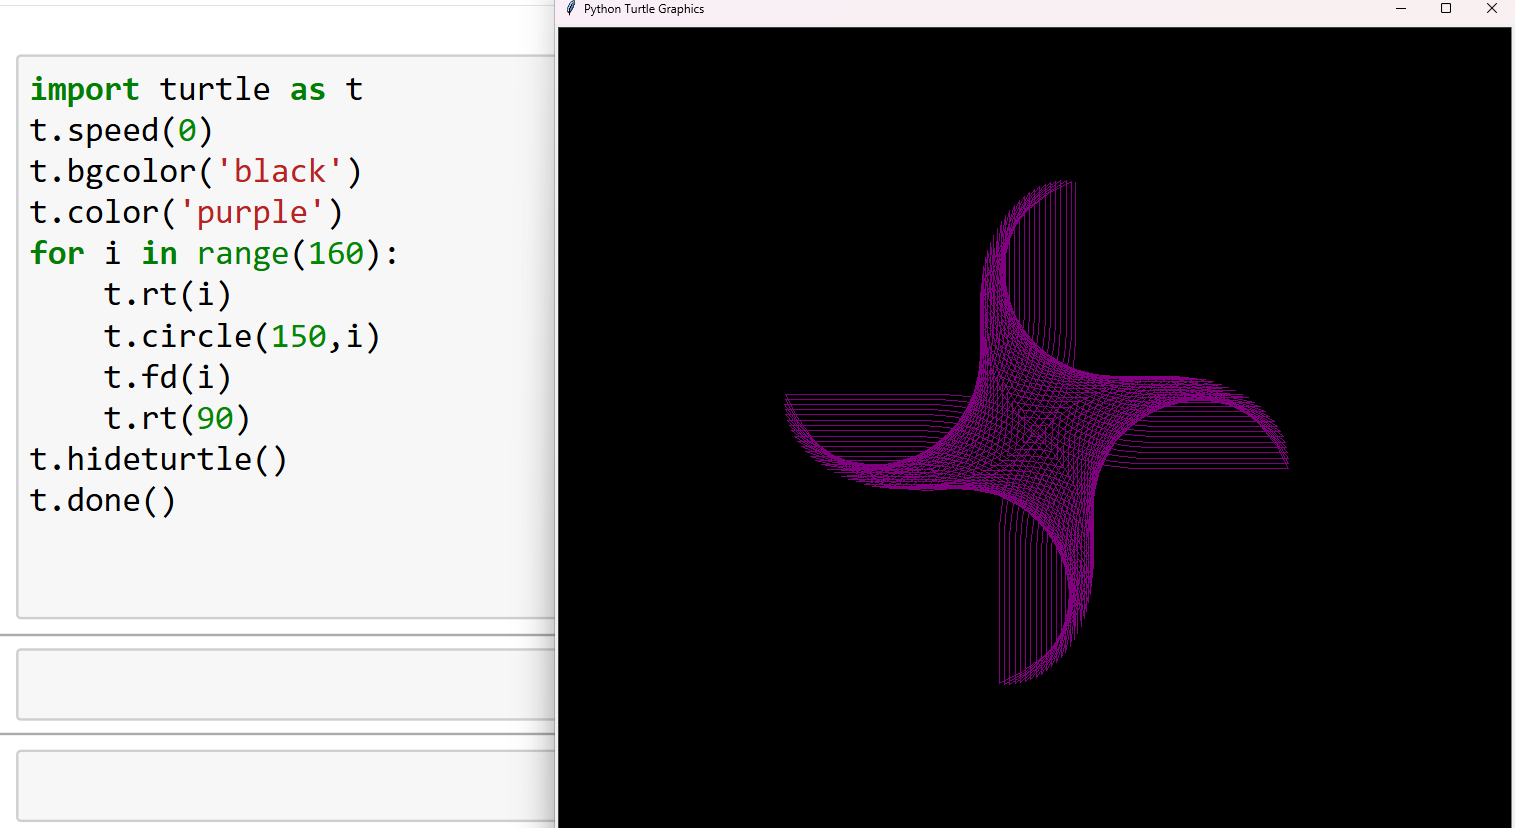 Python Turtle Graphics
import turtle as t
t.speed(0)
t.bgcolor('black')
t.color('purple')
for i in range(160):
    t.rt(i)
    t.circle(150,i)
    t.fd(i)
    t.rt(90)
t.hideturtle()
t.done()